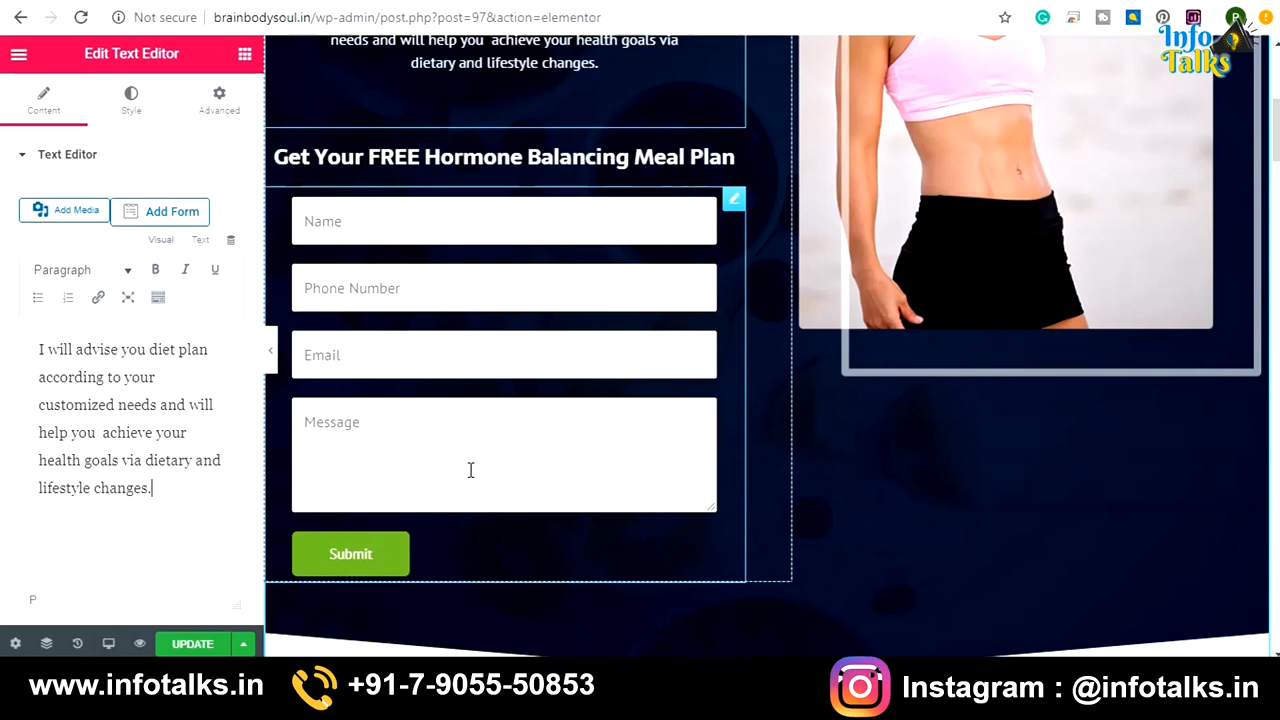 Not secure
brainbodysoul.in/wp-admin/post.php?post=97&action=elementor
Info
Talks
Edit Text Editor
Content
Style
Advanced
Text Editor
Add Media
Add Form
Visual
Text
Paragraph
B
I
U
I will advise you diet plan
according to your
customized needs and will
help you  achieve your
health goals via dietary and
lifestyle changes.
P
UPDATE
needs and will help you  achieve your health goals via
dietary and lifestyle changes.
Get Your FREE Hormone Balancing Meal Plan
Name
Phone Number
Email
Message
Submit
www.infotalks.in
+91-7-9055-50853
Instagram : @infotalks.in